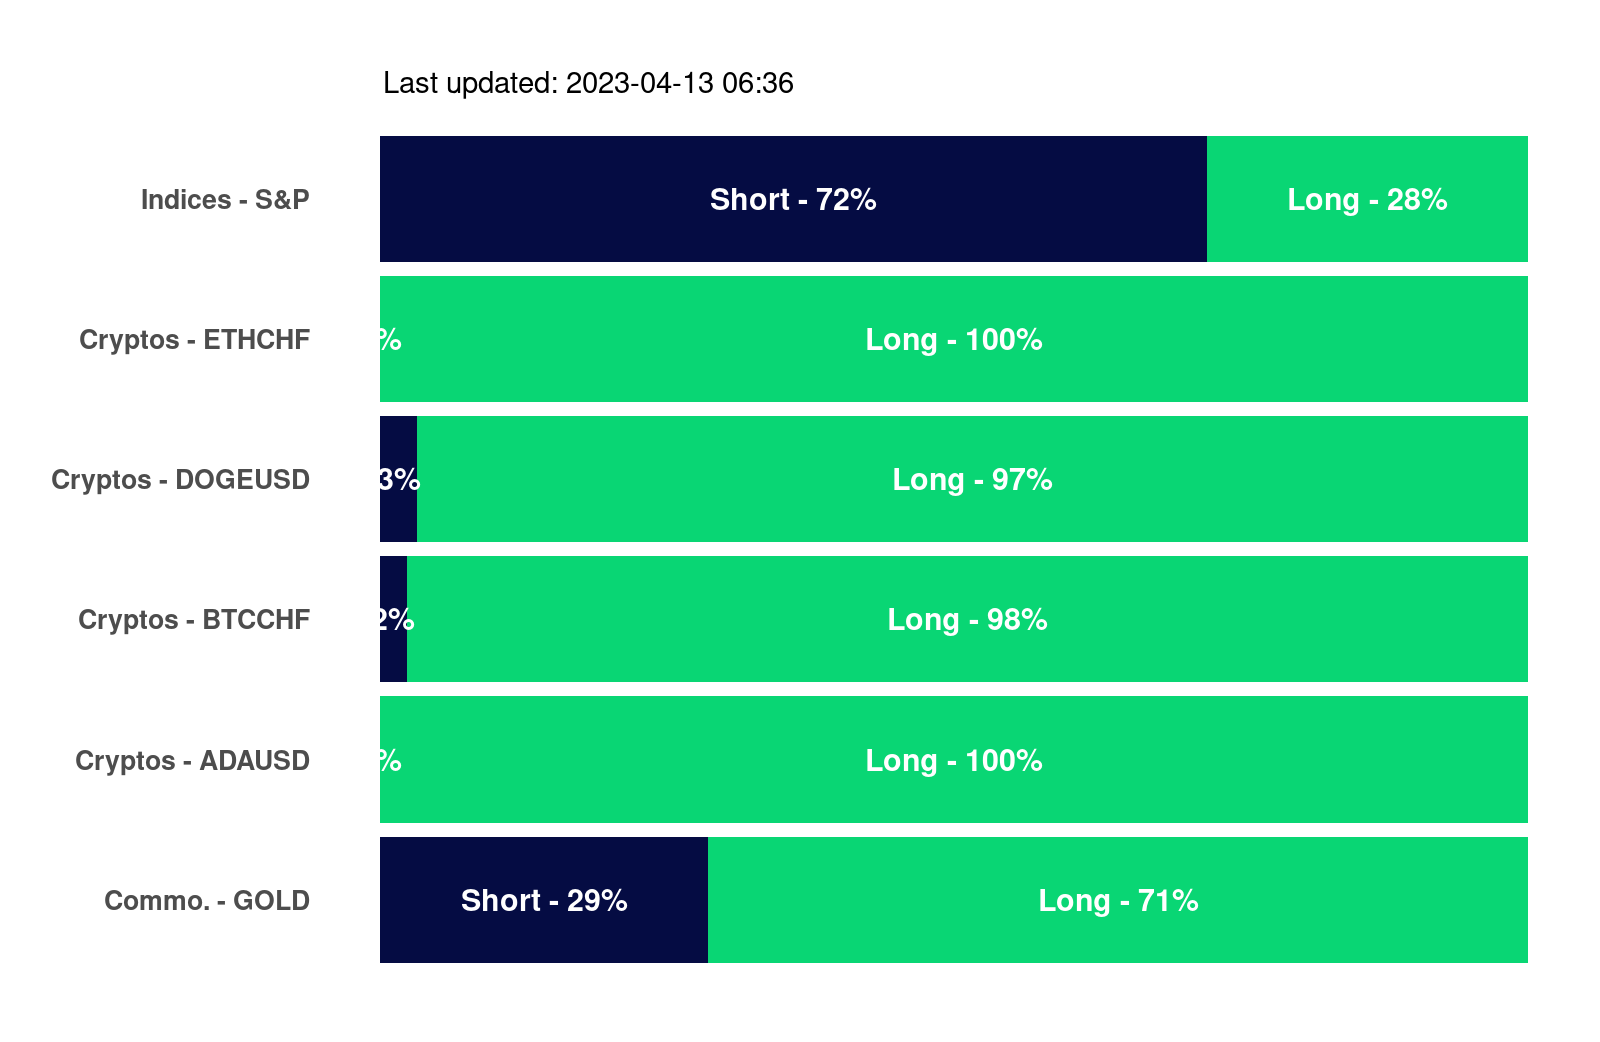 Last updated: 2023-04-13 06:36
Indices - S&P Short - 72% Long - 28%
Cryptos - ETHCHF % Long - 100%
Cryptos - DOGEUSD 3% Long - 97%
Cryptos - BTCCHF 2% Long - 98%
Cryptos - ADAUSD % Long - 100%
Commo. - GOLD Short - 29% Long - 71%